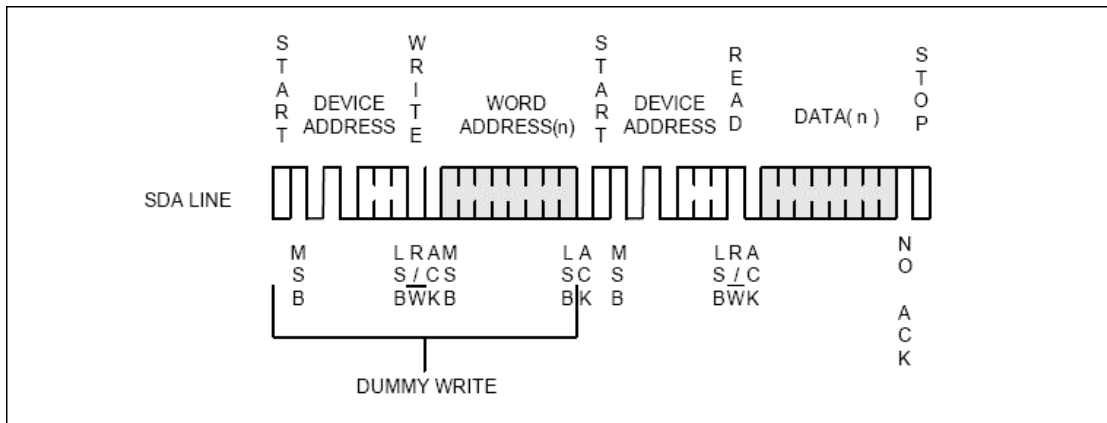 START
DEVICE
ADDRESS
WRITE
WORD
ADDRESS(n)
START
DEVICE
ADDRESS
READ
DATA( n )
STOP
SDA LINE
MSB
LSB
R/W
ACK
MSB
LSB
ACK
MSB
LSB
R/W
ACK
NO ACK
DUMMY WRITE